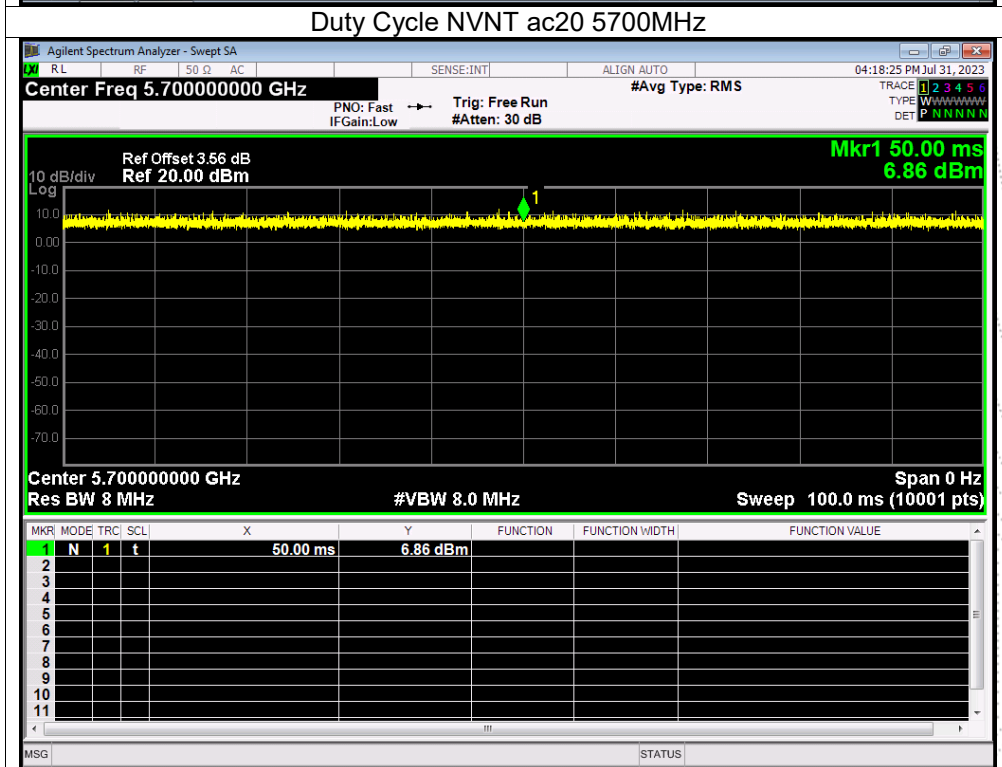 Duty Cycle NVNT ac20 5700MHz
Agilent Spectrum Analyzer - Swept SA
LXI RL RF 50 Ω AC SENSE:INT ALIGN AUTO 04:18:25 PM Jul 31, 2023
Center Freq 5.700000000 GHz #Avg Type: RMS TRACE 1 2 3 4 5 6
PNO: Fast Trig: Free Run TYPE WWWWWW
IFGain:Low #Atten: 30 dB DET P N N N N N
Mkr1 50.00 ms
Ref Offset 3.56 dB
10 dB/div Ref 20.00 dBm 6.86 dBm
Log
1
10.0
0.00
-10.0
-20.0
-30.0
-40.0
-50.0
-60.0
-70.0
Center 5.700000000 GHz Span 0 Hz
Res BW 8 MHz #VBW 8.0 MHz Sweep 100.0 ms (10001 pts)
MKR MODE TRC SCL X Y FUNCTION FUNCTION WIDTH FUNCTION VALUE
1 N 1 t 50.00 ms 6.86 dBm
2
3
4
5
6
7
8
9
10
11
MSG STATUS